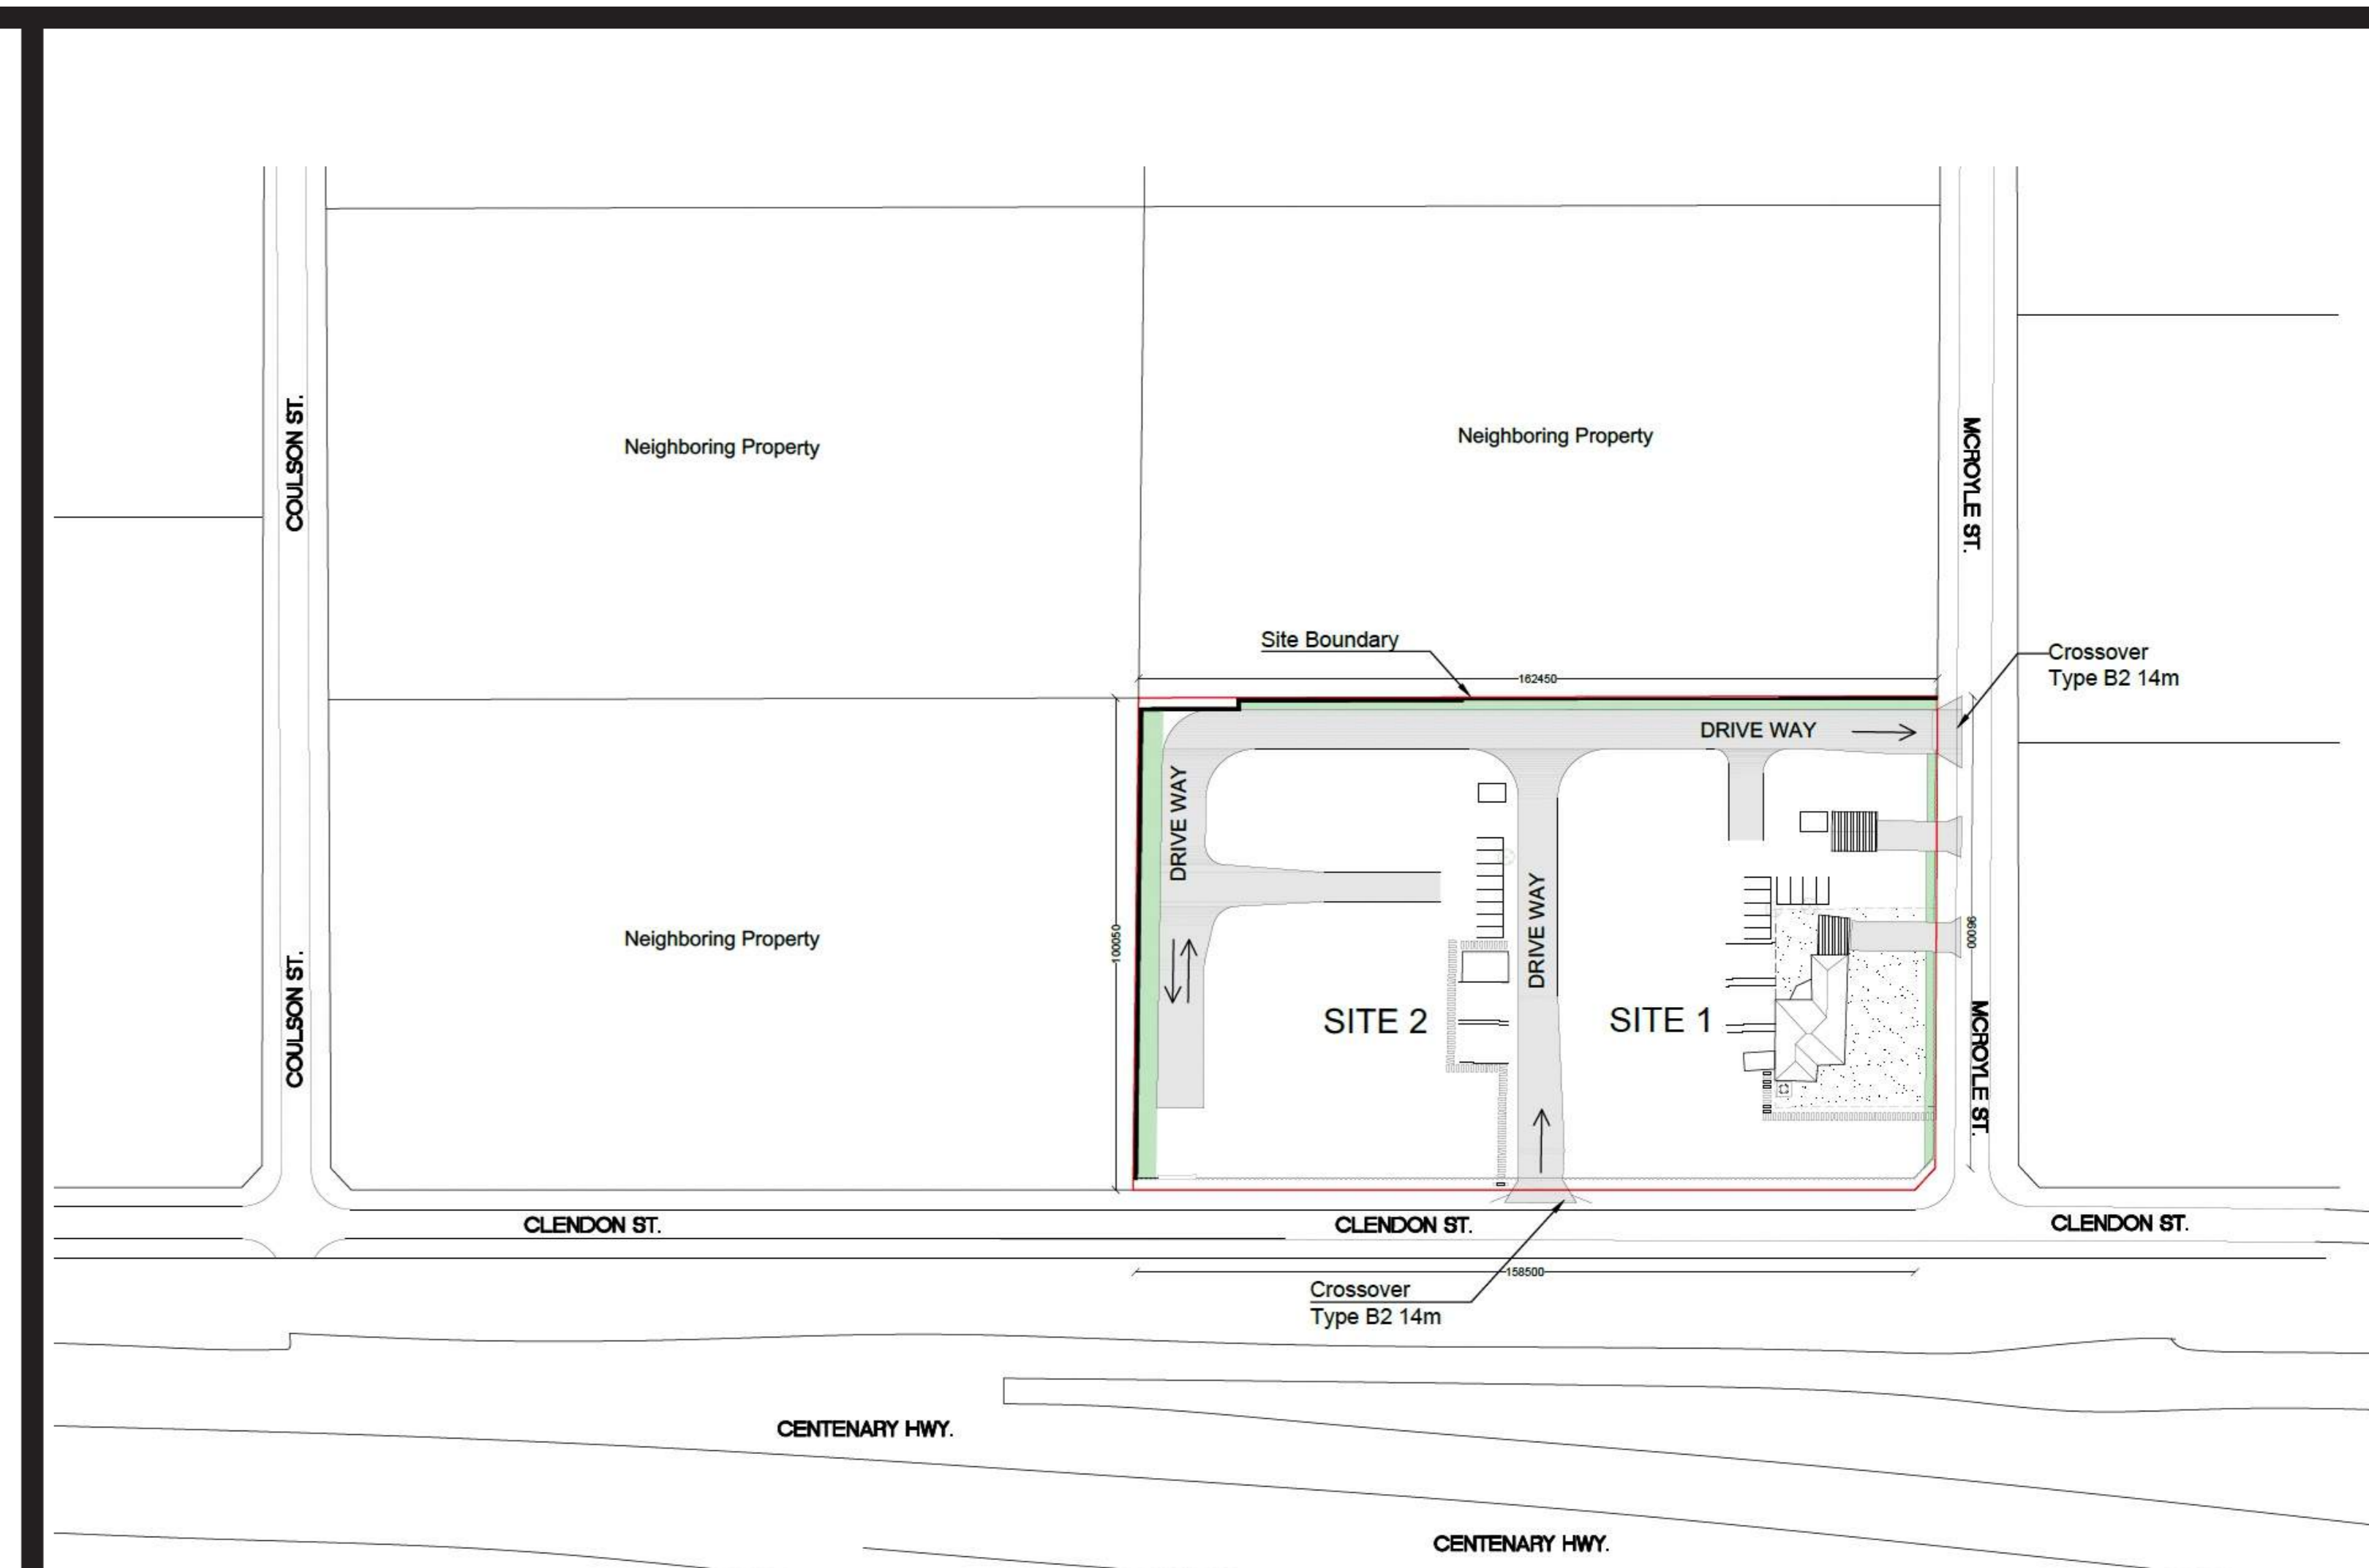 COULSON ST.
Neighboring Property
Neighboring Property
MCROYLE ST.
Site Boundary
Crossover
Type B2 14m
162450
DRIVE WAY
DRIVE WAY
Neighboring Property
100050
DRIVE WAY
96000
COULSON ST.
SITE 2
SITE 1
MCROYLE ST.
CLENDON ST.
CLENDON ST.
CLENDON ST.
158500
Crossover
Type B2 14m
CENTENARY HWY.
CENTENARY HWY.